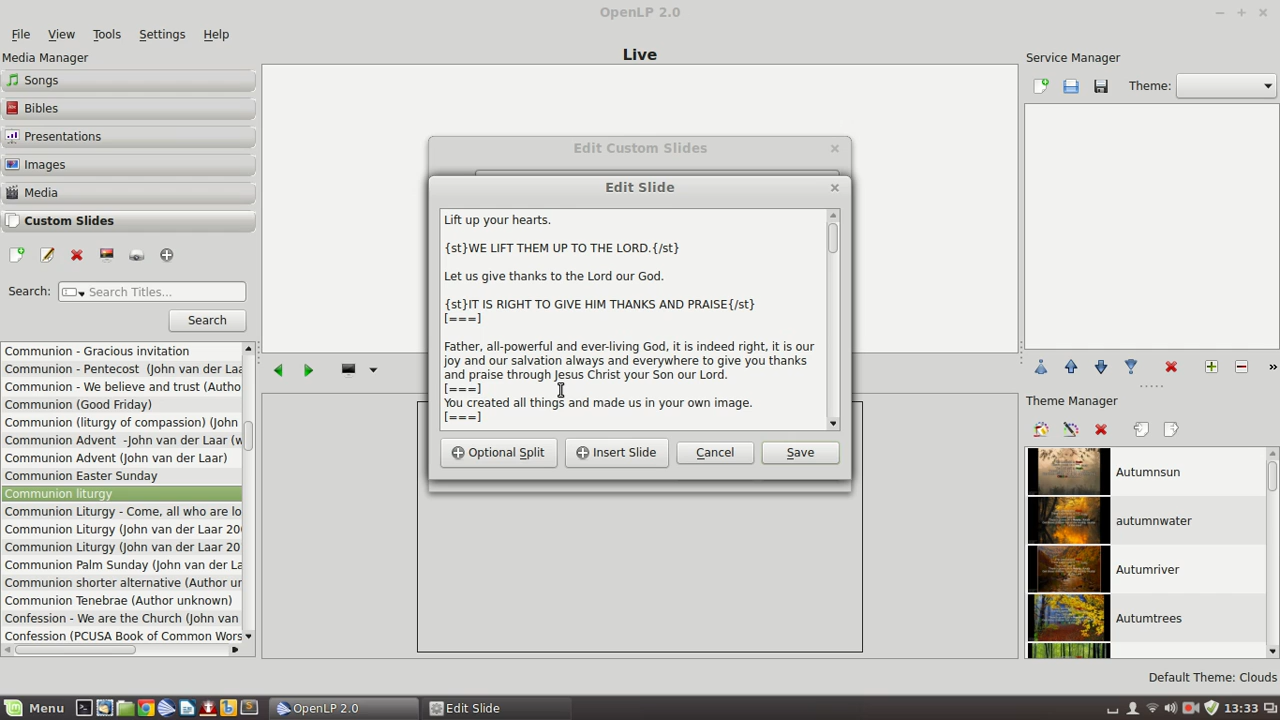 OpenLP 2.0
File View Tools Settings Help
Media Manager
Songs
Bibles
Presentations
Images
Media
Custom Slides
Search: Search Titles...
Search
Communion - Gracious invitation
Communion - Pentecost (John van der Laa
Communion - We believe and trust (Autho
Communion (Good Friday)
Communion (liturgy of compassion) (John
Communion Advent -John van der Laar (w
Communion Advent (John van der Laar)
Communion Easter Sunday
Communion liturgy
Communion Liturgy - Come, all who are lo
Communion Liturgy (John van der Laar 20
Communion Liturgy (John van der Laar 20
Communion Palm Sunday (John van der La
Communion shorter alternative (Author ur
Communion Tenebrae (Author unknown)
Confession - We are the Church (John van
Confession (PCUSA Book of Common Wors
Live
Edit Custom Slides
Edit Slide
Lift up your hearts.
{st}WE LIFT THEM UP TO THE LORD.{/st}
Let us give thanks to the Lord our God.
{st}IT IS RIGHT TO GIVE HIM THANKS AND PRAISE{/st}
[===]
Father, all-powerful and ever-living God, it is indeed right, it is our
joy and our salvation always and everywhere to give you thanks
and praise through Jesus Christ your Son our Lord.
[===]
You created all things and made us in your own image.
[===]
Optional Split Insert Slide Cancel Save
Service Manager
Theme:
Theme Manager
Autumnsun
autumnwater
Autumriver
Autumtrees
Default Theme: Clouds
Menu OpenLP 2.0 Edit Slide 13:33